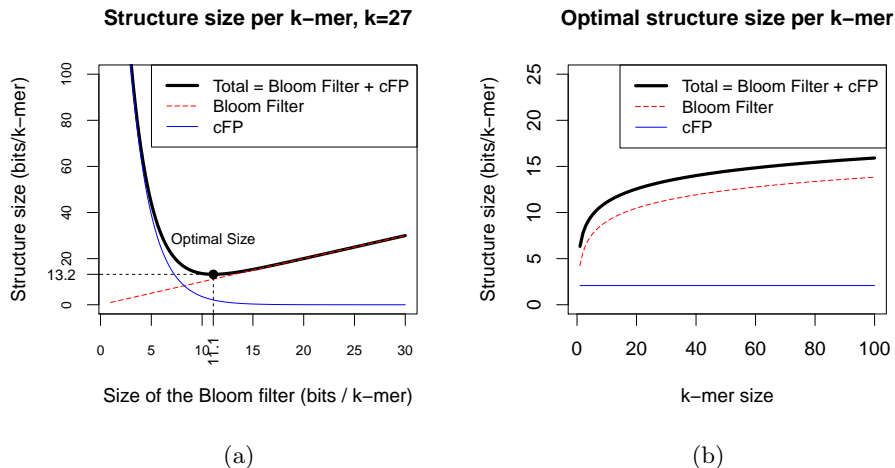 Structure size per k−mer, k=27
Structure size (bits/k−mer)
100
80
60
40
20
13.2
0
Total = Bloom Filter + cFP
Bloom Filter
cFP
Optimal Size
0 5 10 15 20 25 30
11.1
Size of the Bloom filter (bits / k−mer)
(a)
Optimal structure size per k−mer
Structure size (bits/k−mer)
25
20
15
10
5
0
Total = Bloom Filter + cFP
Bloom Filter
cFP
0 20 40 60 80 100
k−mer size
(b)